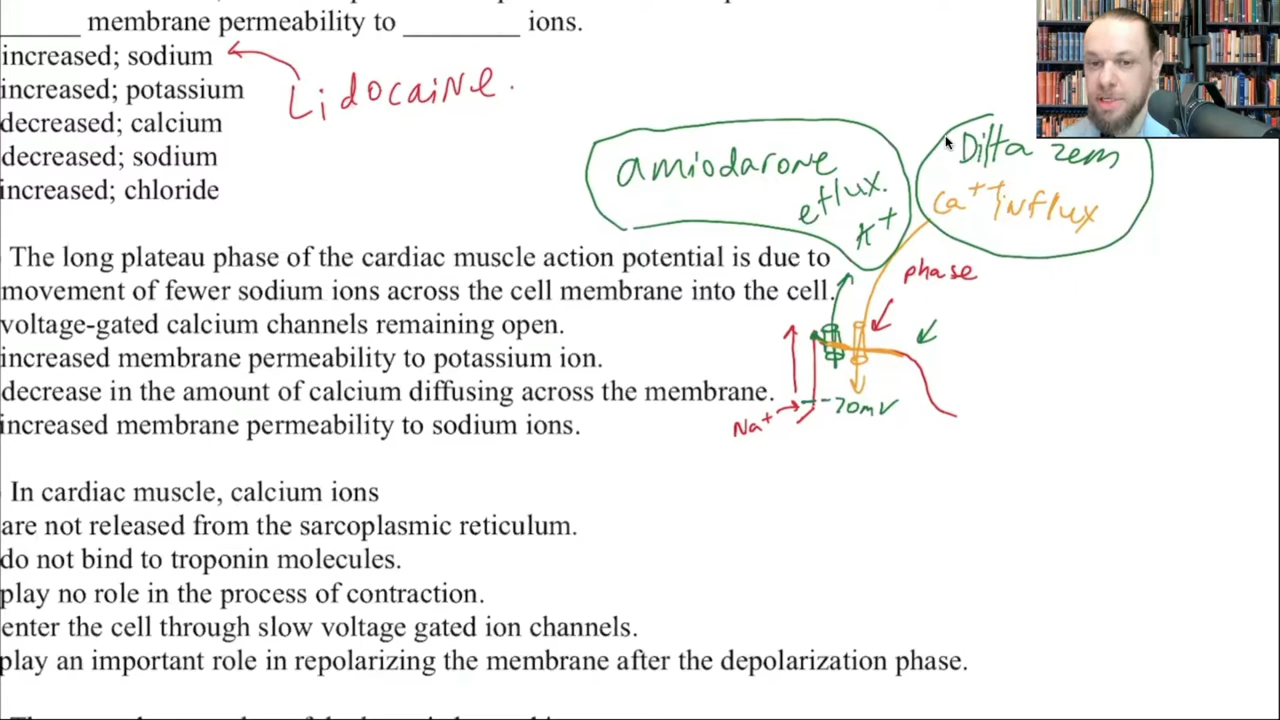 ______ membrane permeability to __________ ions.
increased; sodium
increased; potassium
decreased; calcium
decreased; sodium
increased; chloride
Lidocaine.
amiodarone
eflux.
K+
Diltazem
Ca++ influx
phase
Na+
-70mV
The long plateau phase of the cardiac muscle action potential is due to
movement of fewer sodium ions across the cell membrane into the cell.
voltage-gated calcium channels remaining open.
increased membrane permeability to potassium ion.
decrease in the amount of calcium diffusing across the membrane.
increased membrane permeability to sodium ions.
In cardiac muscle, calcium ions
are not released from the sarcoplasmic reticulum.
do not bind to troponin molecules.
play no role in the process of contraction.
enter the cell through slow voltage gated ion channels.
play an important role in repolarizing the membrane after the depolarization phase.